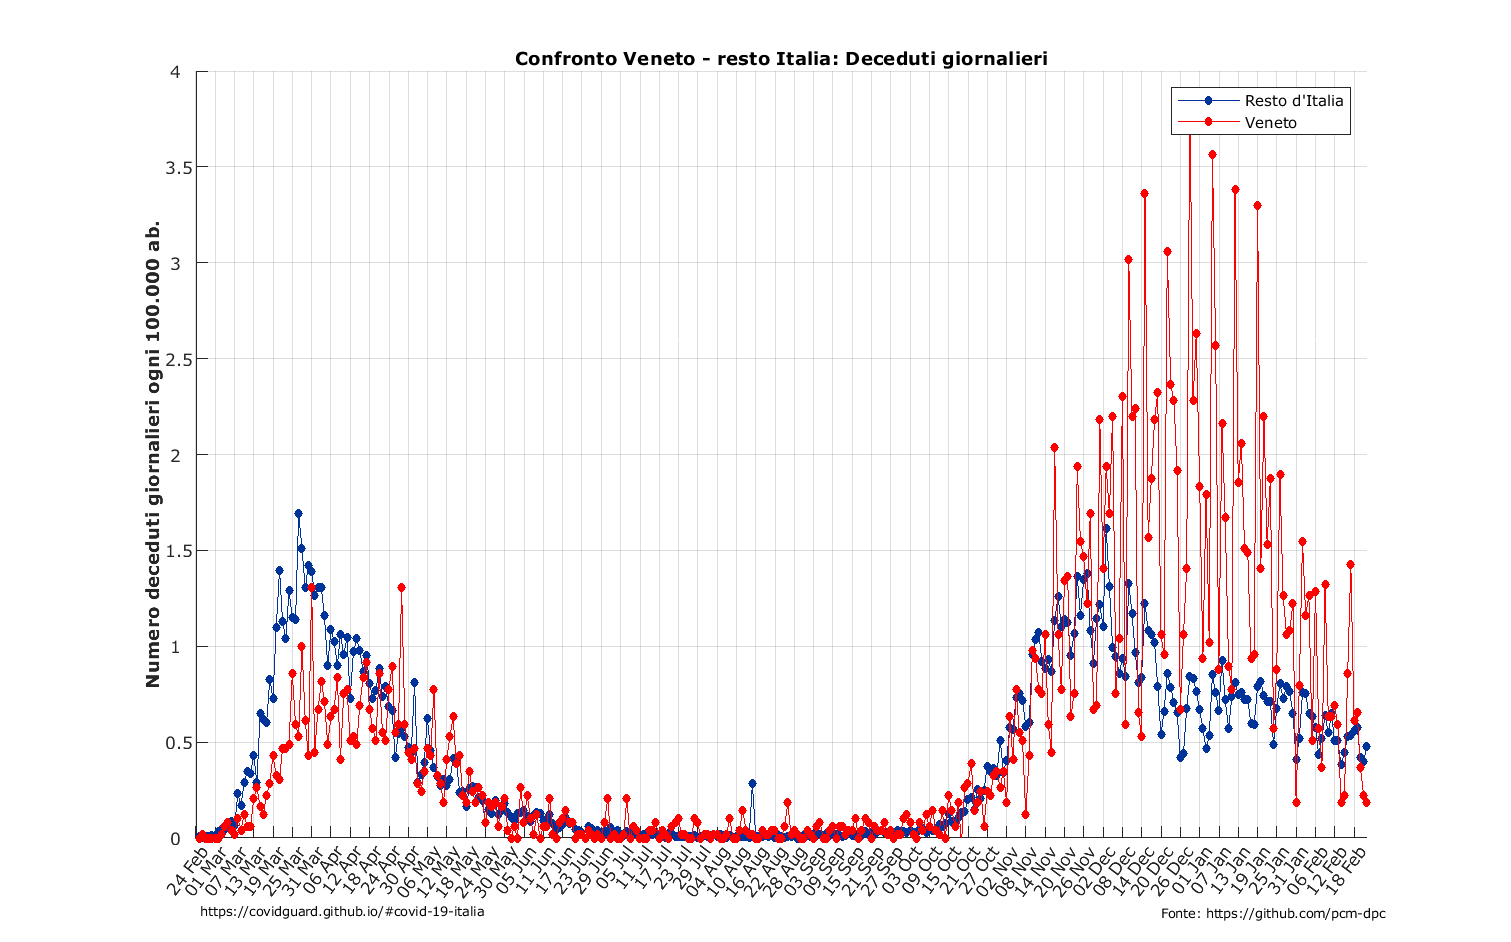 Confronto Veneto - resto Italia: Deceduti giornalieri
Numero deceduti giornalieri ogni 100.000 ab.
4
3.5
3
2.5
2
1.5
1
0.5
0
Resto d'Italia
Veneto
24 Feb
01 Mar
07 Mar
13 Mar
19 Mar
25 Mar
31 Mar
06 Apr
12 Apr
18 Apr
24 Apr
30 Apr
06 May
12 May
18 May
24 May
30 May
05 Jun
11 Jun
17 Jun
23 Jun
29 Jun
05 Jul
11 Jul
17 Jul
23 Jul
29 Jul
04 Aug
10 Aug
16 Aug
22 Aug
28 Aug
03 Sep
09 Sep
15 Sep
21 Sep
27 Sep
03 Oct
09 Oct
15 Oct
21 Oct
27 Oct
02 Nov
08 Nov
14 Nov
20 Nov
26 Nov
02 Dec
08 Dec
14 Dec
20 Dec
26 Dec
01 Jan
07 Jan
13 Jan
19 Jan
25 Jan
31 Jan
06 Feb
12 Feb
18 Feb
https://covidguard.github.io/#covid-19-italia
Fonte: https://github.com/pcm-dpc